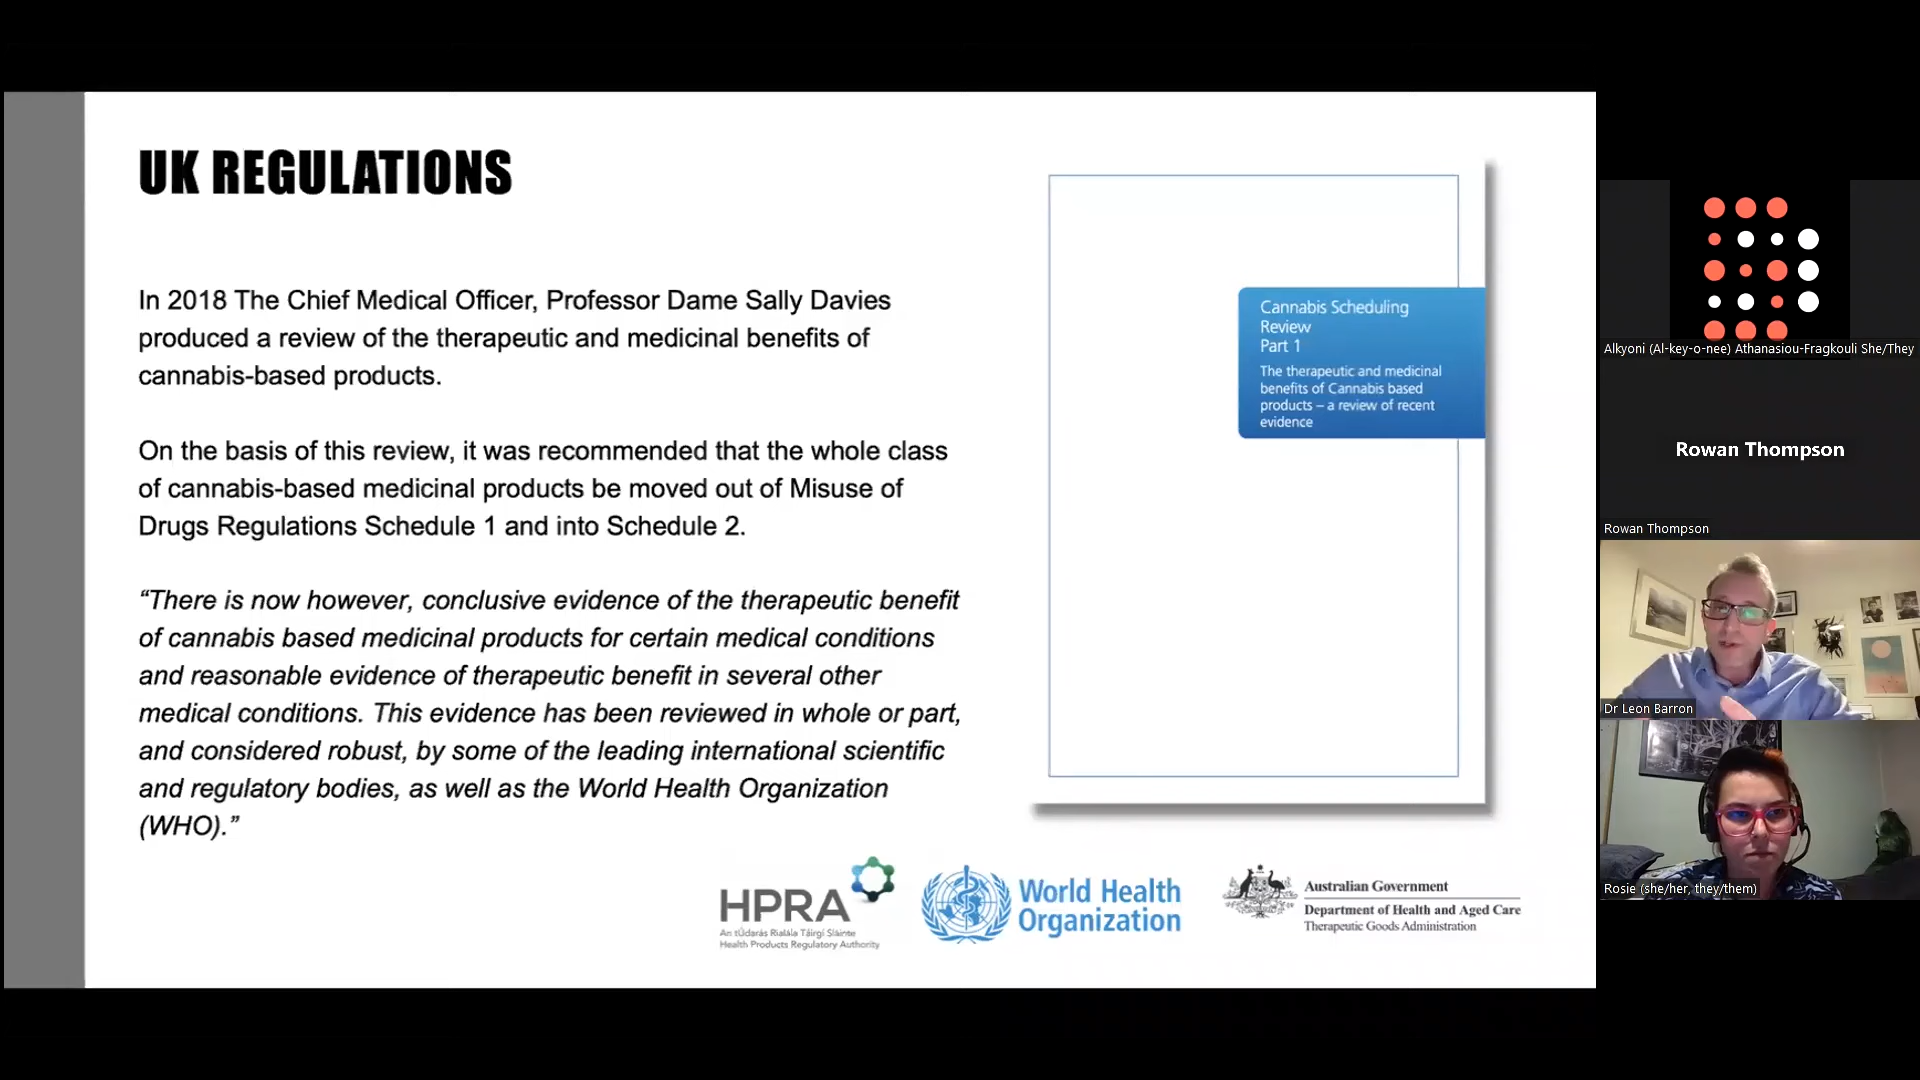 UK REGULATIONS
In 2018 The Chief Medical Officer, Professor Dame Sally Davies
produced a review of the therapeutic and medicinal benefits of
cannabis-based products.
On the basis of this review, it was recommended that the whole class
of cannabis-based medicinal products be moved out of Misuse of
Drugs Regulations Schedule 1 and into Schedule 2.
“There is now however, conclusive evidence of the therapeutic benefit
of cannabis based medicinal products for certain medical conditions
and reasonable evidence of therapeutic benefit in several other
medical conditions. This evidence has been reviewed in whole or part,
and considered robust, by some of the leading international scientific
and regulatory bodies, as well as the World Health Organization
(WHO).”
Cannabis Scheduling
Review
Part 1
The therapeutic and medicinal
benefits of Cannabis based
products – a review of recent
evidence
HPRA
An tÚdarás Rialála Táirgí Sláinte
Health Products Regulatory Authority
World Health
Organization
Australian Government
Department of Health and Aged Care
Therapeutic Goods Administration
Alkyoni (Al-key-o-nee) Athanasiou-Fragkouli She/They
Rowan Thompson
Rowan Thompson
Dr Leon Barron
Rosie (she/her, they/them)